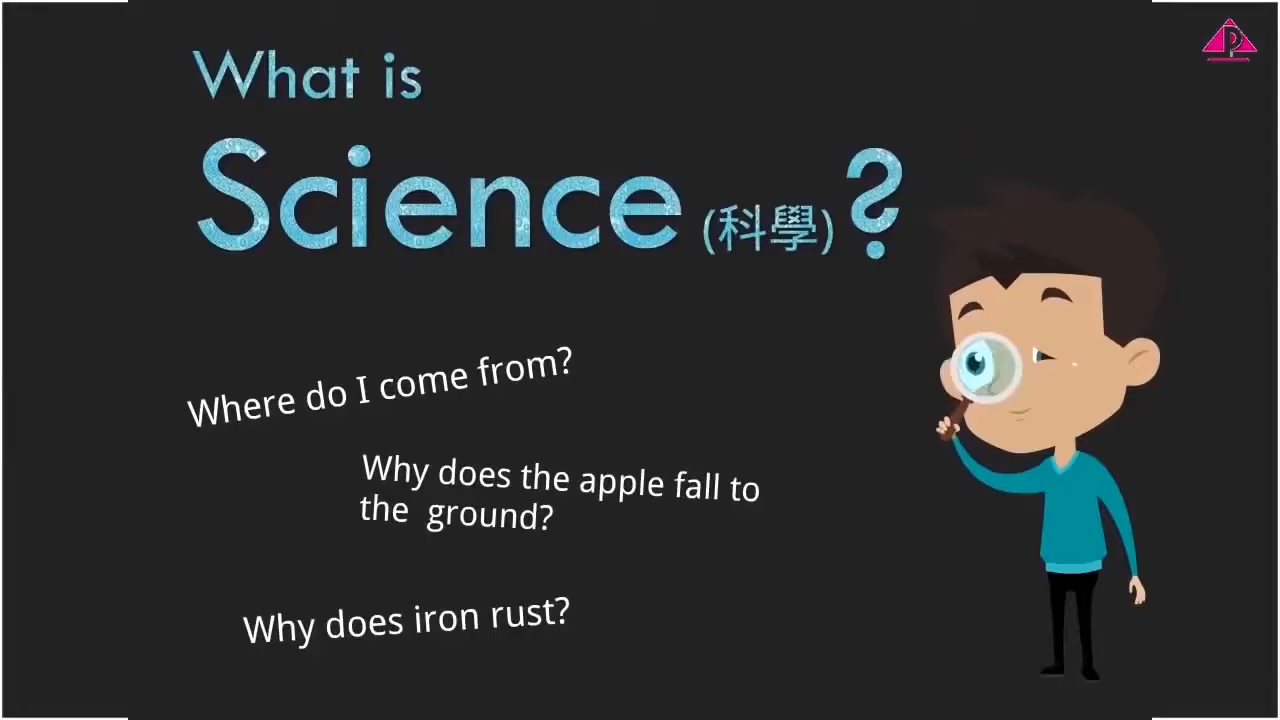 What is
Science (科學)?
Where do I come from?
Why does the apple fall to
the ground?
Why does iron rust?
P